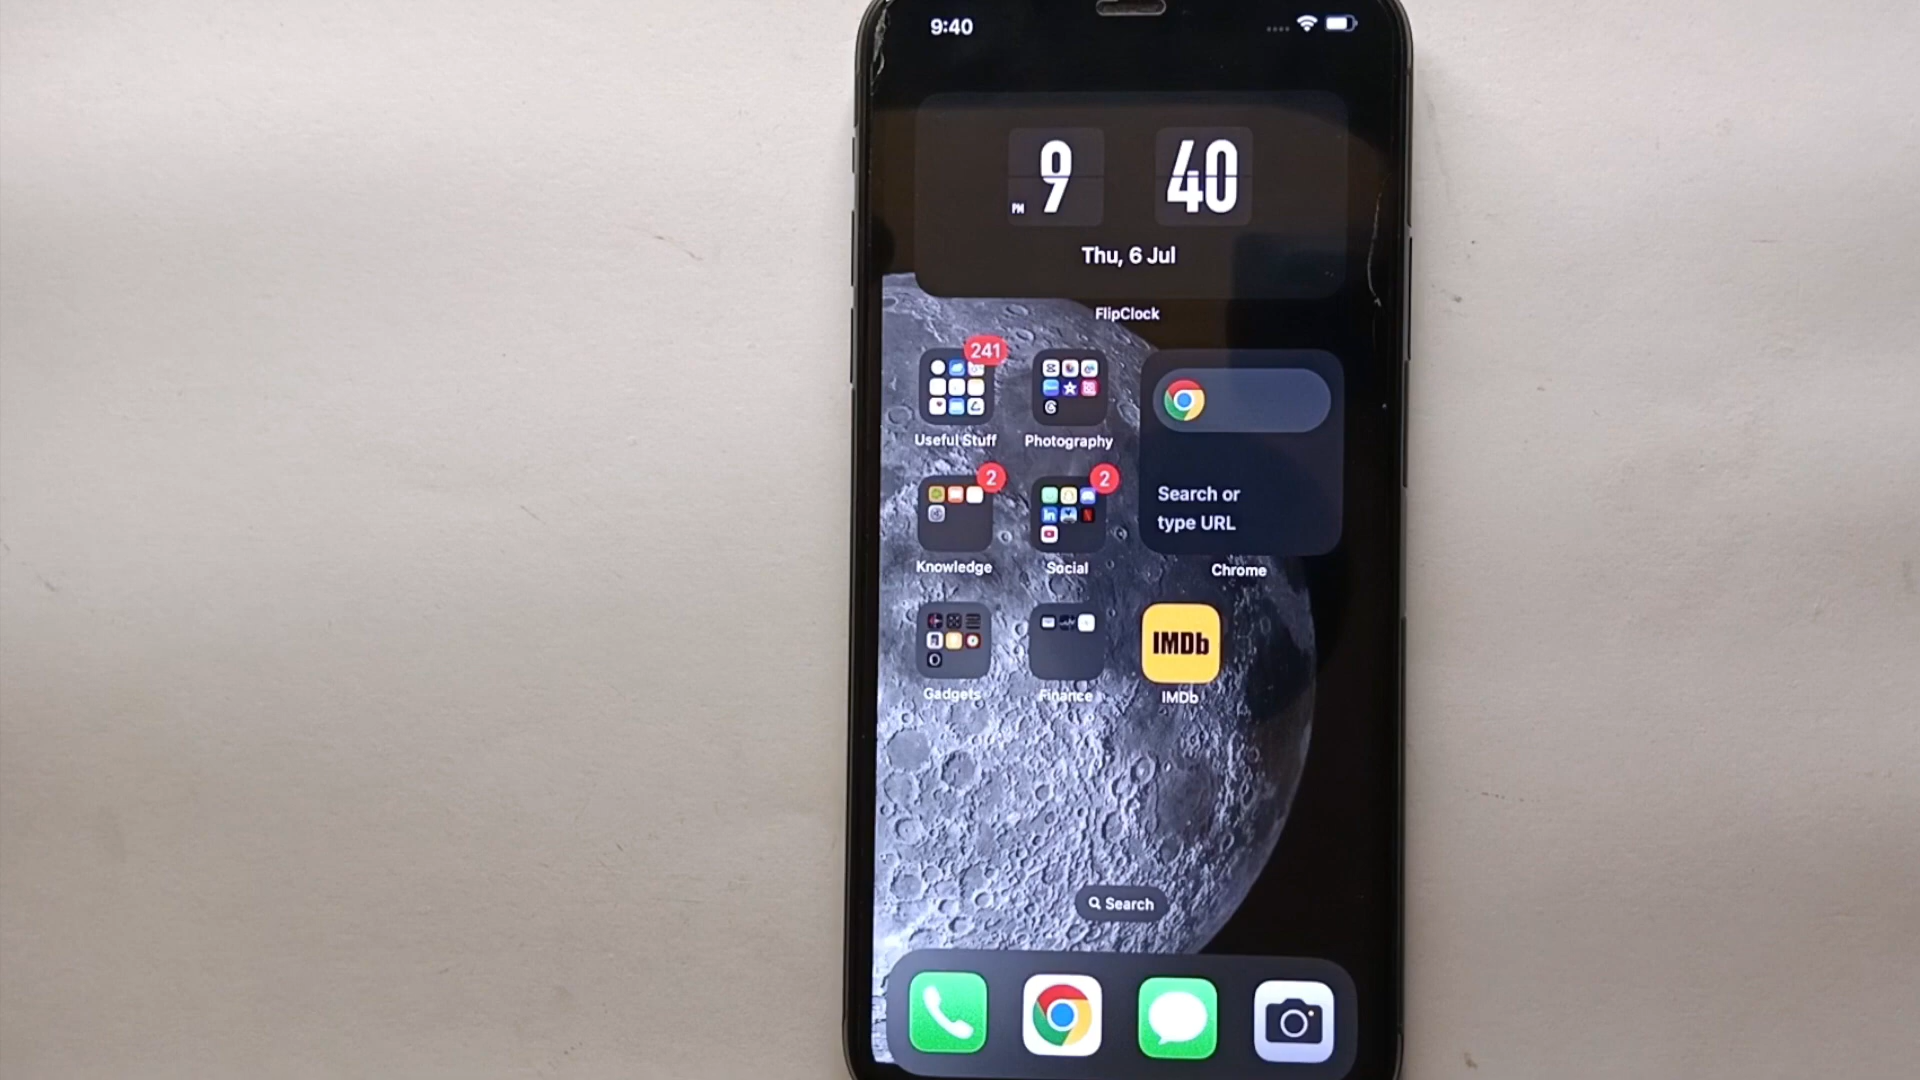 9:40
PM 9 40
Thu, 6 Jul
FlipClock
241
Useful Stuff
Photography
Search or
type URL
2
2
Knowledge
Social
Chrome
IMDb
Gadgets
Finance
IMDb
Search